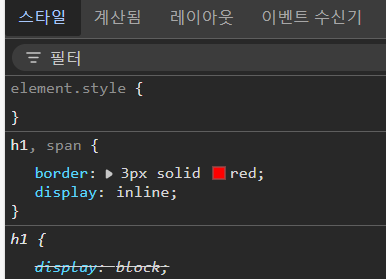 스타일 계산됨 레이아웃 이벤트 수신기
필터
element.style {
}
h1, span {
border: 3px solid red;
display: inline;
}
h1 {
display: block;